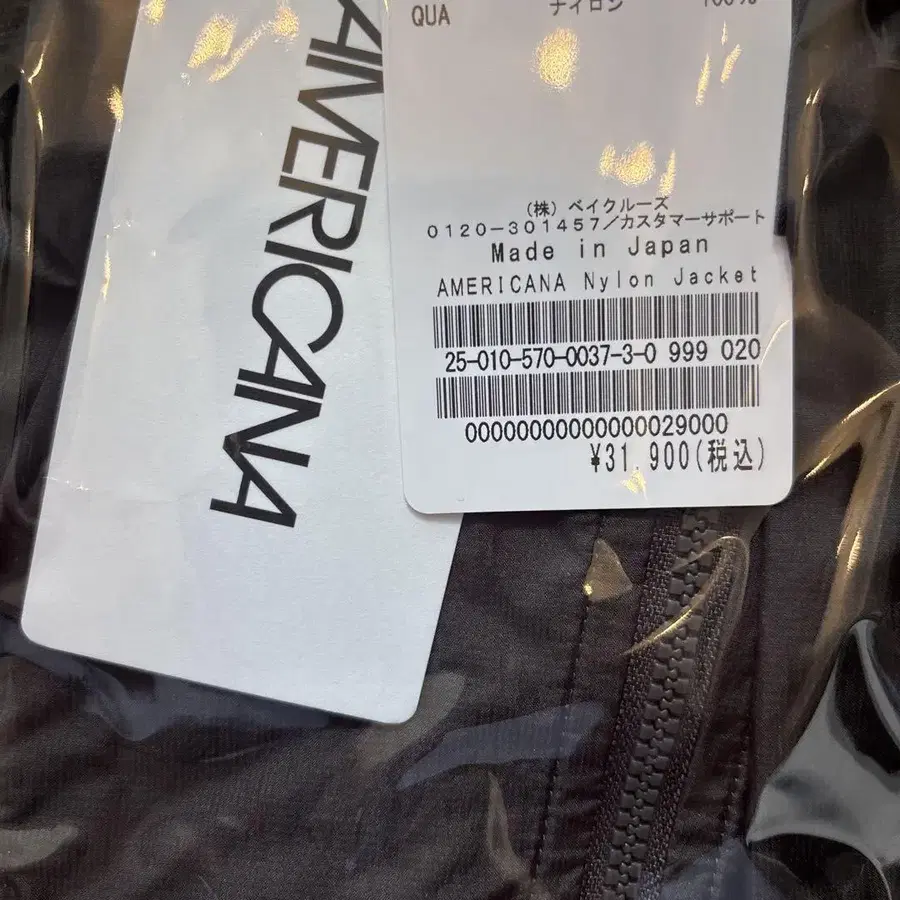 AMERICANA
QUA ナイロン 100%
(株) ベイクルーズ
0120-301457/カスタマーサポート
Made in Japan
AMERICANA Nylon Jacket
25-010-570-0037-3-0 999 020
00000000000000029000
¥31,900(税込)